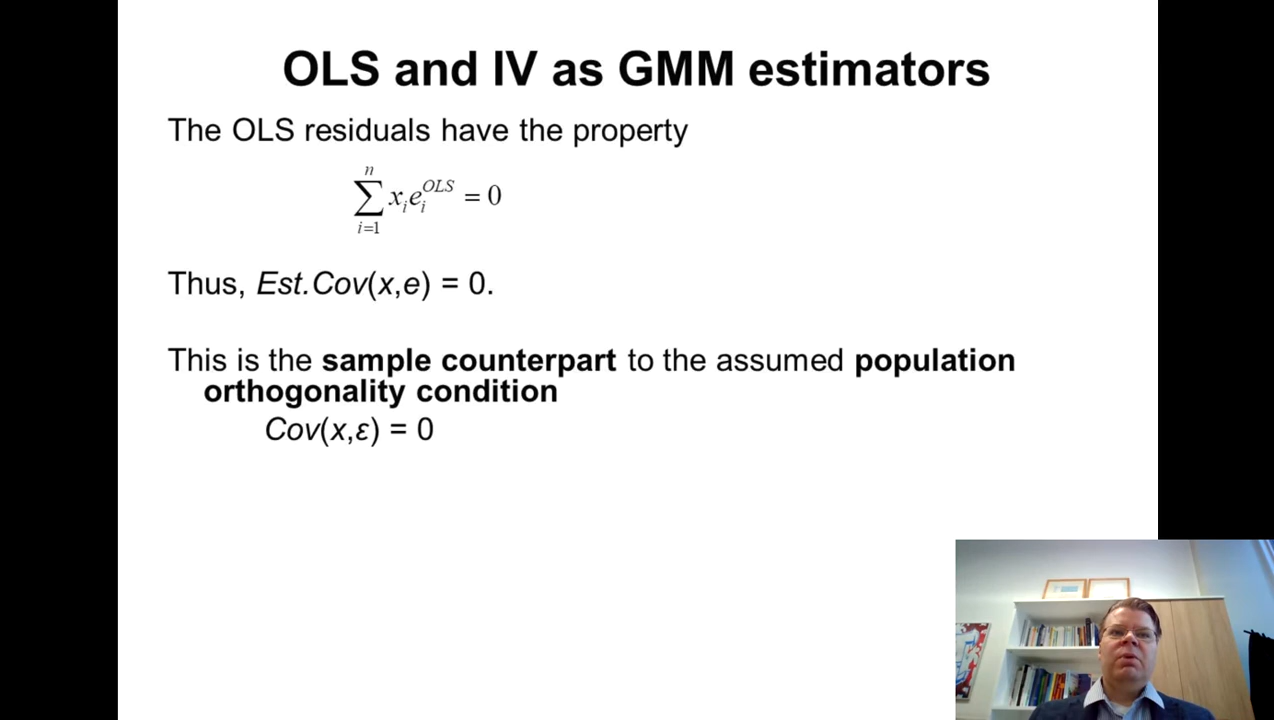 OLS and IV as GMM estimators
The OLS residuals have the property
n
∑ xᵢeᵢᴼᴸˢ = 0
i=1
Thus, Est.Cov(x,e) = 0.
This is the sample counterpart to the assumed population
orthogonality condition
Cov(x,ε) = 0